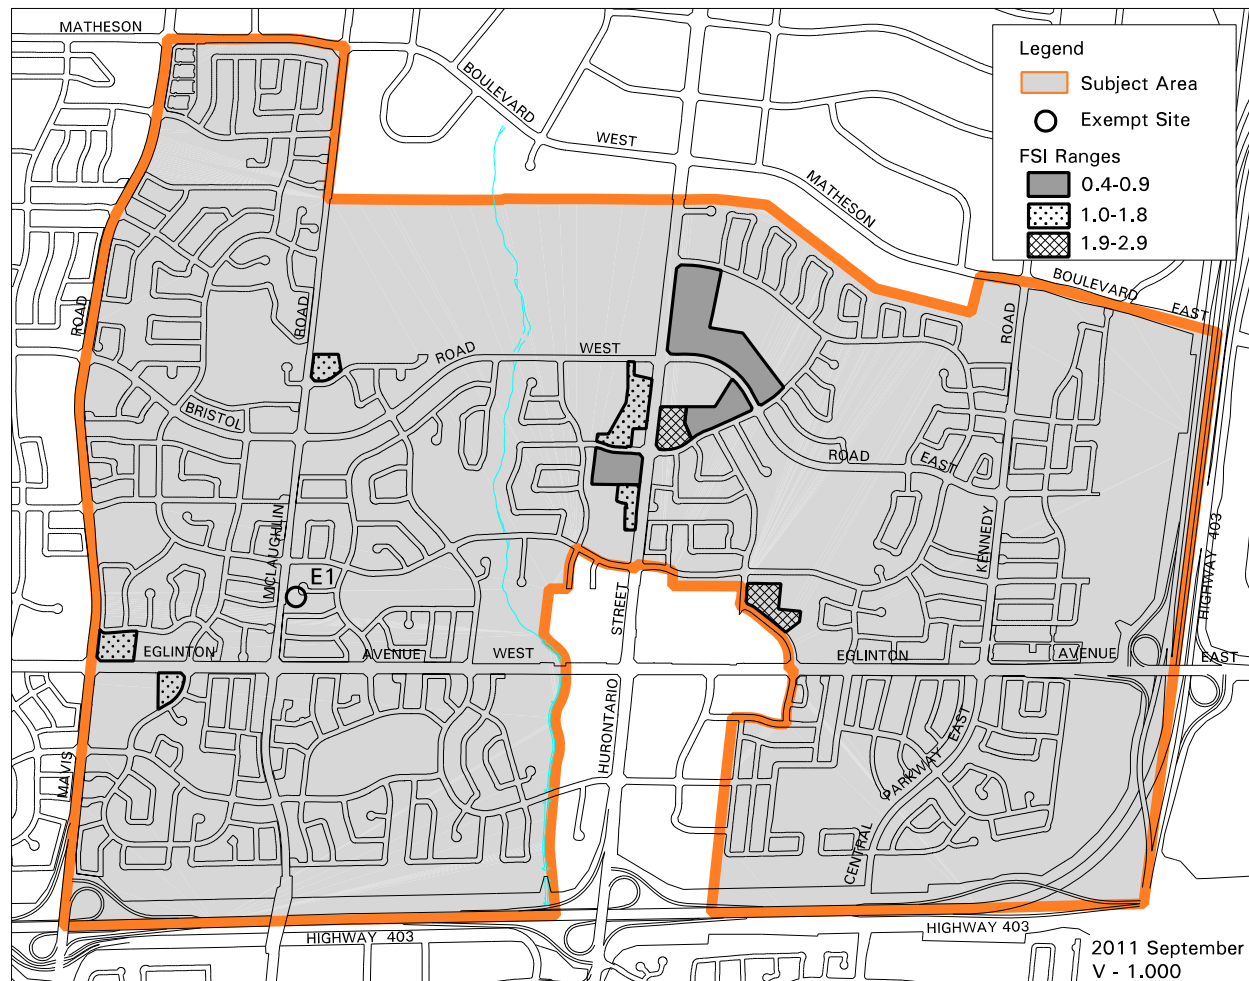 MATHESON
BOULEVARD
WEST
MATHESON
BOULEVARD
EAST
Legend
Subject Area
Exempt Site
FSI Ranges
0.4-0.9
1.0-1.8
1.9-2.9
ROAD
ROAD
ROAD
WEST
ROAD
BRISTOL
ROAD
EAST
MCLAUGHLIN
KENNEDY
HIGHWAY 403
E1
STREET
EGLINTON
AVENUE
WEST
EGLINTON
AVENUE
EAST
MAVIS
HURONTARIO
PARKWAY EAST
CENTRAL
HIGHWAY 403
HIGHWAY 403
2011 September
V - 1.000